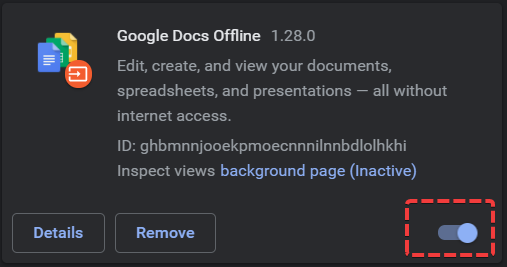 Google Docs Offline 1.28.0
Edit, create, and view your documents,
spreadsheets, and presentations — all without
internet access.
ID: ghbmnnjooekpmoecnnnilnnbdlolhkhi
Inspect views background page (Inactive)
Details Remove